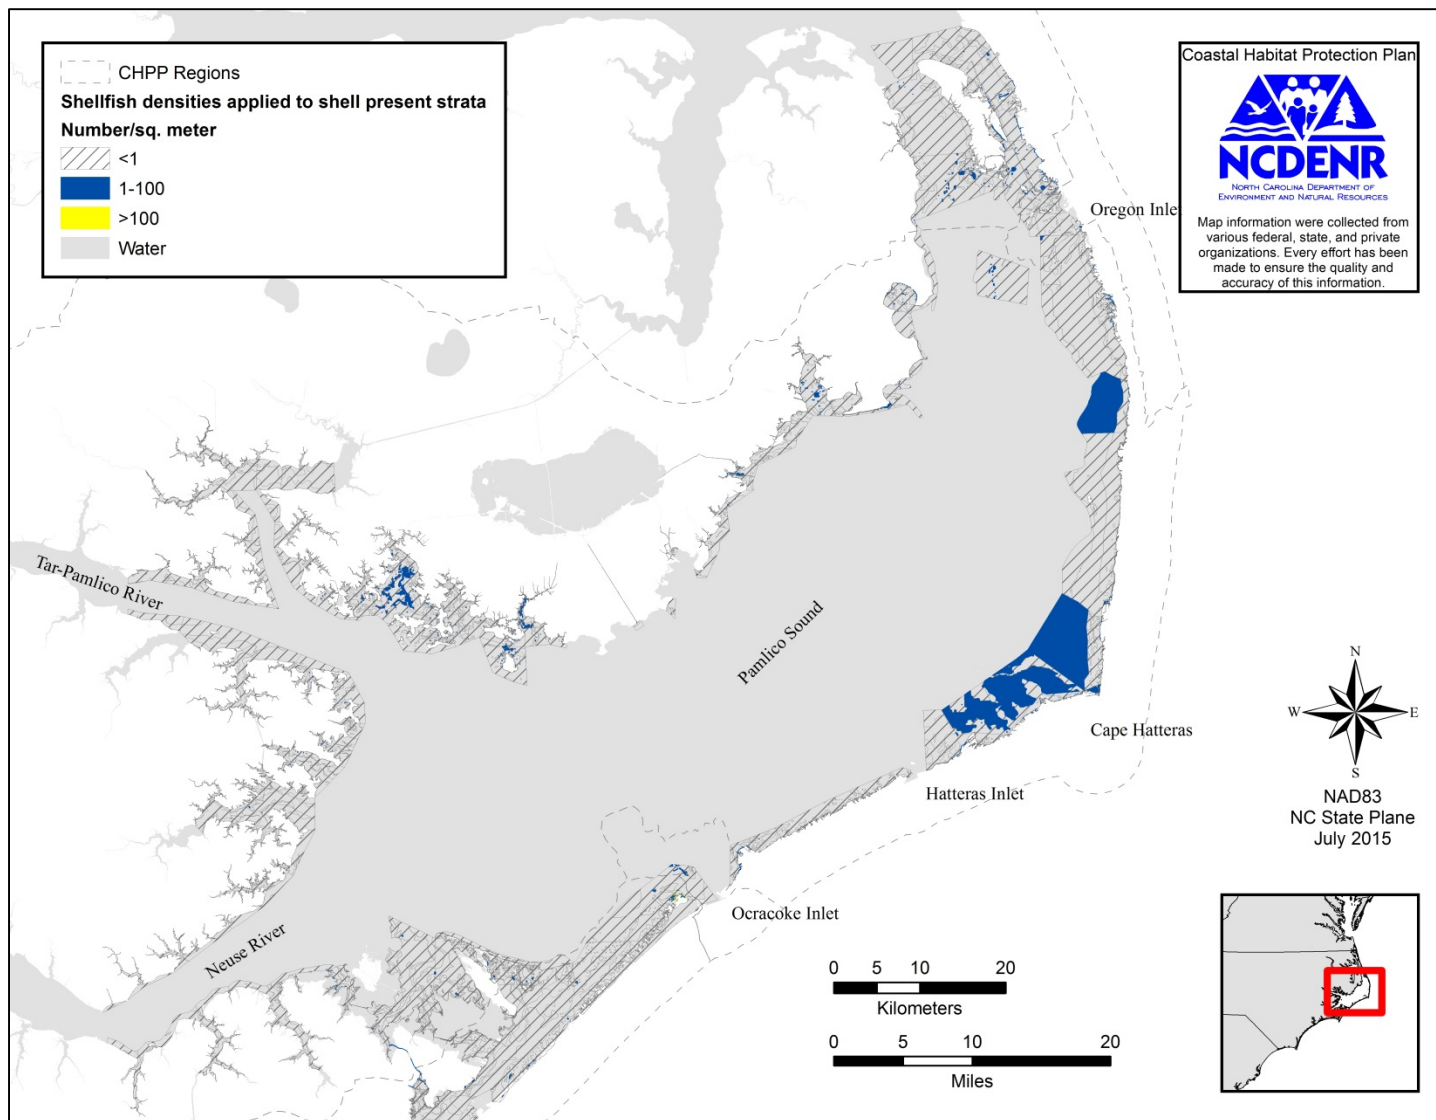 CHPP Regions
Shellfish densities applied to shell present strata
Number/sq. meter
<1
1-100
>100
Water
Coastal Habitat Protection Plan
NCDENR
NORTH CAROLINA DEPARTMENT OF
ENVIRONMENT AND NATURAL RESOURCES
Map information were collected from
various federal, state, and private
organizations. Every effort has been
made to ensure the quality and
accuracy of this information.
Oregon Inlet
Tar-Pamlico River
Pamlico Sound
Cape Hatteras
Hatteras Inlet
Ocracoke Inlet
Neuse River
N
W
E
S
NAD83
NC State Plane
July 2015
0 5 10 20
Kilometers
0 5 10 20
Miles